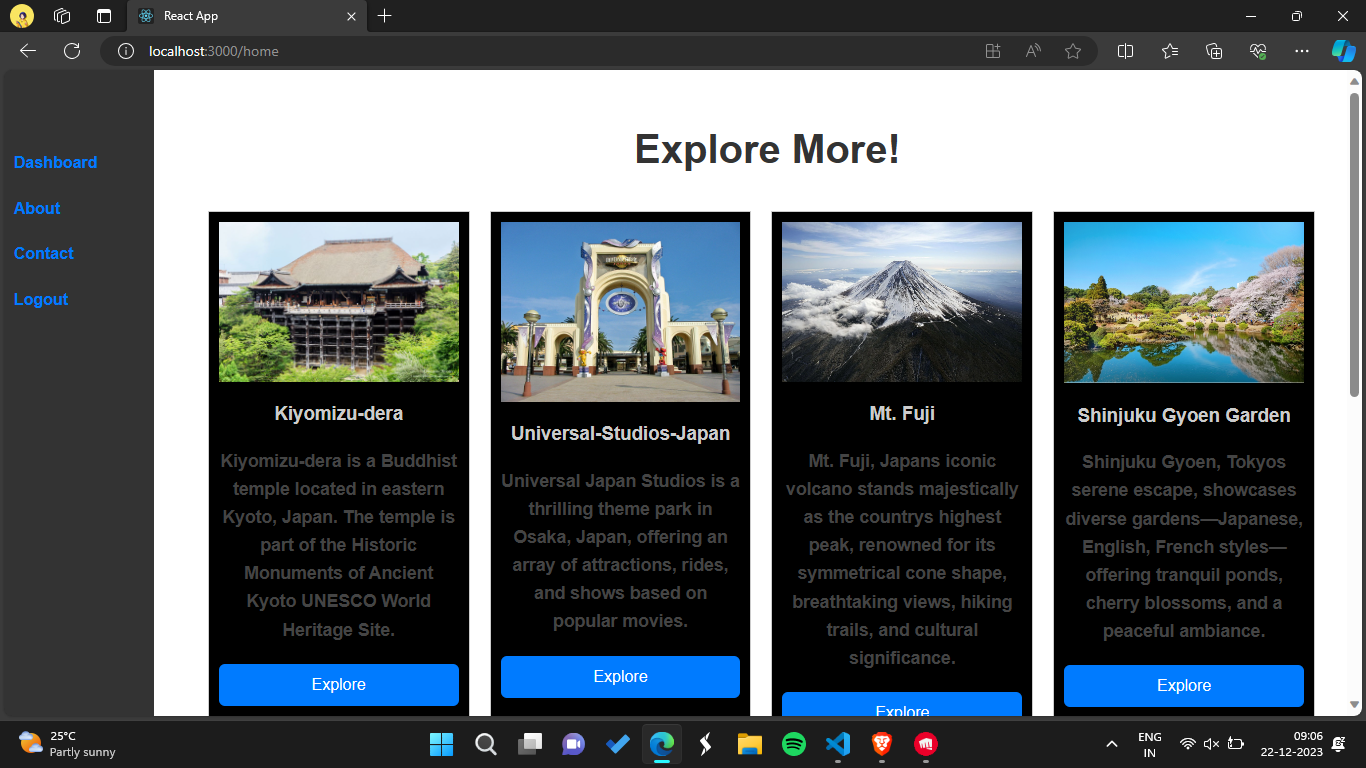 React App
localhost:3000/home
Dashboard
About
Contact
Logout
Explore More!
Kiyomizu-dera
Kiyomizu-dera is a Buddhist
temple located in eastern
Kyoto, Japan. The temple is
part of the Historic
Monuments of Ancient
Kyoto UNESCO World
Heritage Site.
Explore
Universal-Studios-Japan
Universal Japan Studios is a
thrilling theme park in
Osaka, Japan, offering an
array of attractions, rides,
and shows based on
popular movies.
Explore
Mt. Fuji
Mt. Fuji, Japans iconic
volcano stands majestically
as the countrys highest
peak, renowned for its
symmetrical cone shape,
breathtaking views, hiking
trails, and cultural
significance.
Explore
Shinjuku Gyoen Garden
Shinjuku Gyoen, Tokyos
serene escape, showcases
diverse gardens—Japanese,
English, French styles—
offering tranquil ponds,
cherry blossoms, and a
peaceful ambiance.
Explore
25°C
Partly sunny
ENG
IN
09:06
22-12-2023